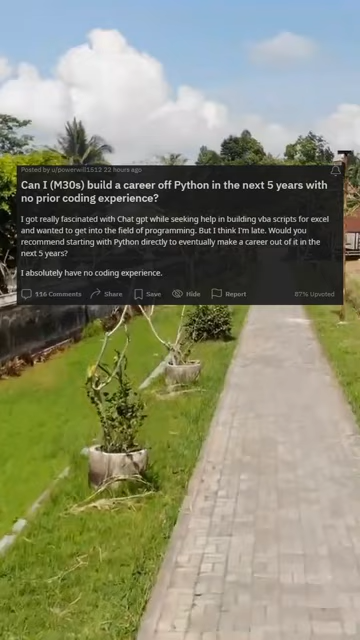 Posted by u/powerwill1512 22 hours ago
Can I (M30s) build a career off Python in the next 5 years with
no prior coding experience?
I got really fascinated with Chat gpt while seeking help in building vba scripts for excel
and wanted to get into the field of programming. But I think I'm late. Would you
recommend starting with Python directly to eventually make a career out of it in the
next 5 years?
I absolutely have no coding experience.
116 Comments Share Save Hide Report 87% Upvoted